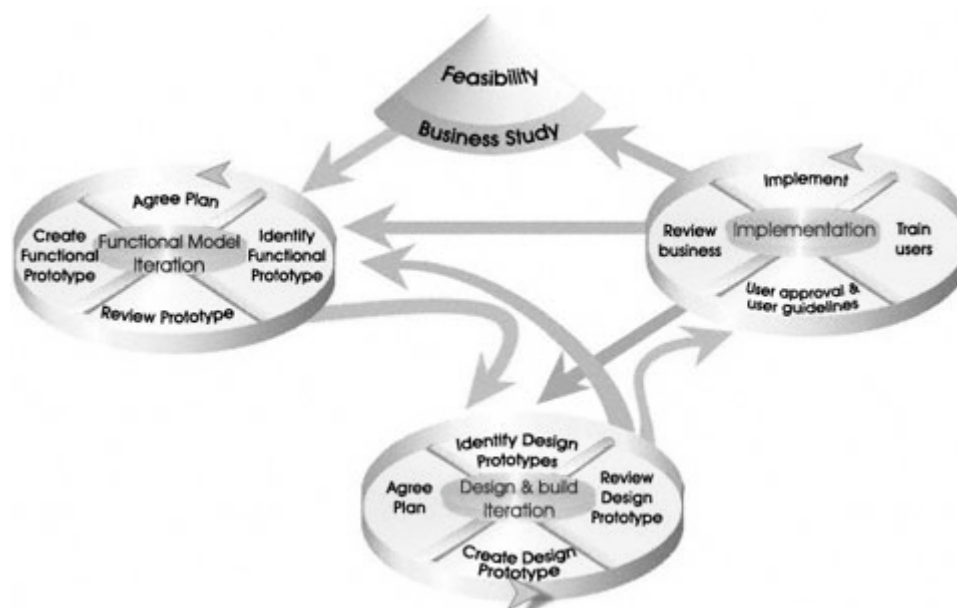 Feasibility
Business Study
Agree Plan
Create
Functional
Prototype
Functional Model
Iteration
Identify
Functional
Prototype
Review Prototype
Implement
Review
business
Implementation
Train
users
User approval &
user guidelines
Identify Design
Prototypes
Agree
Plan
Design & build
Iteration
Review
Design
Prototype
Create Design
Prototype